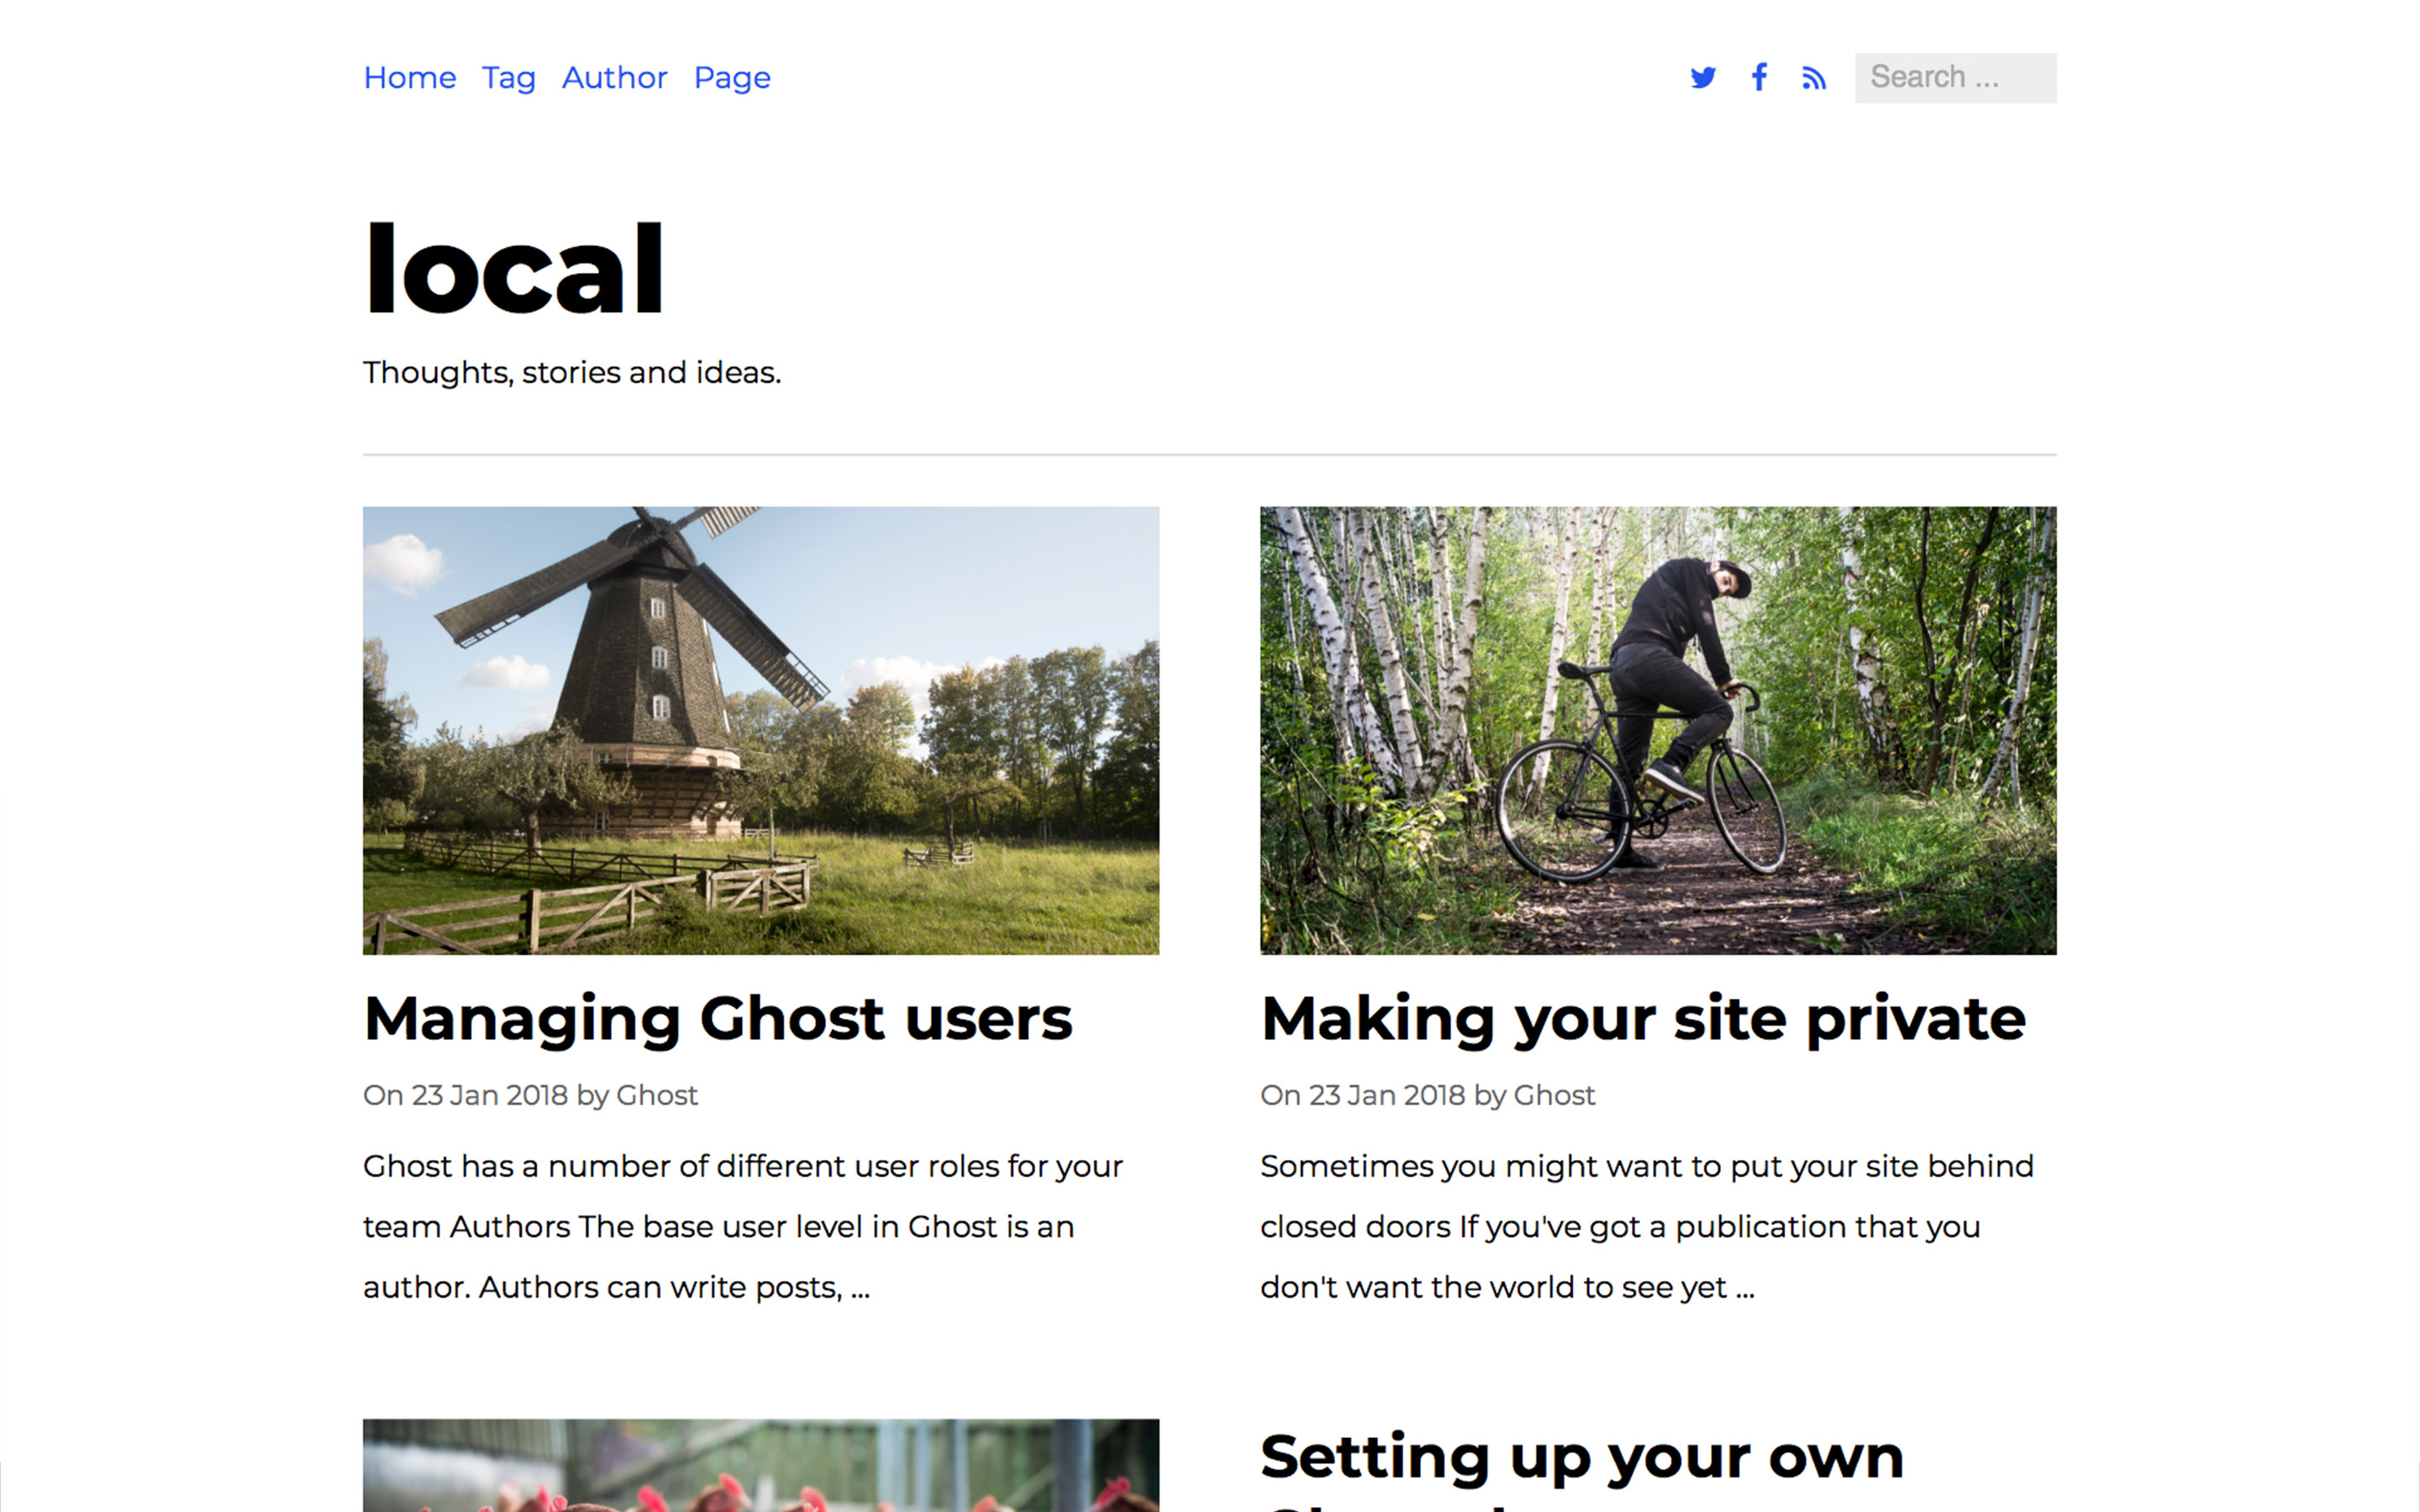 Home Tag Author Page
Search ...
local
Thoughts, stories and ideas.
Managing Ghost users
On 23 Jan 2018 by Ghost
Ghost has a number of different user roles for your
team Authors The base user level in Ghost is an
author. Authors can write posts, ...
Making your site private
On 23 Jan 2018 by Ghost
Sometimes you might want to put your site behind
closed doors If you've got a publication that you
don't want the world to see yet ...
Setting up your own